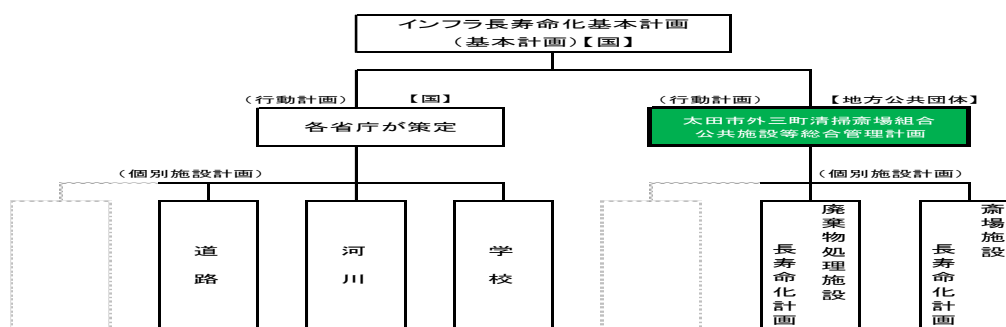 インフラ長寿命化基本計画
(基本計画)【国】
(行動計画)
【国】
(行動計画)
【地方公共団体】
各省庁が策定
太田市外三町清掃斎場組合
公共施設等総合管理計画
(個別施設計画)
(個別施設計画)
道路
河川
学校
廃棄物処理施設
長寿命化計画
斎場施設
長寿命化計画